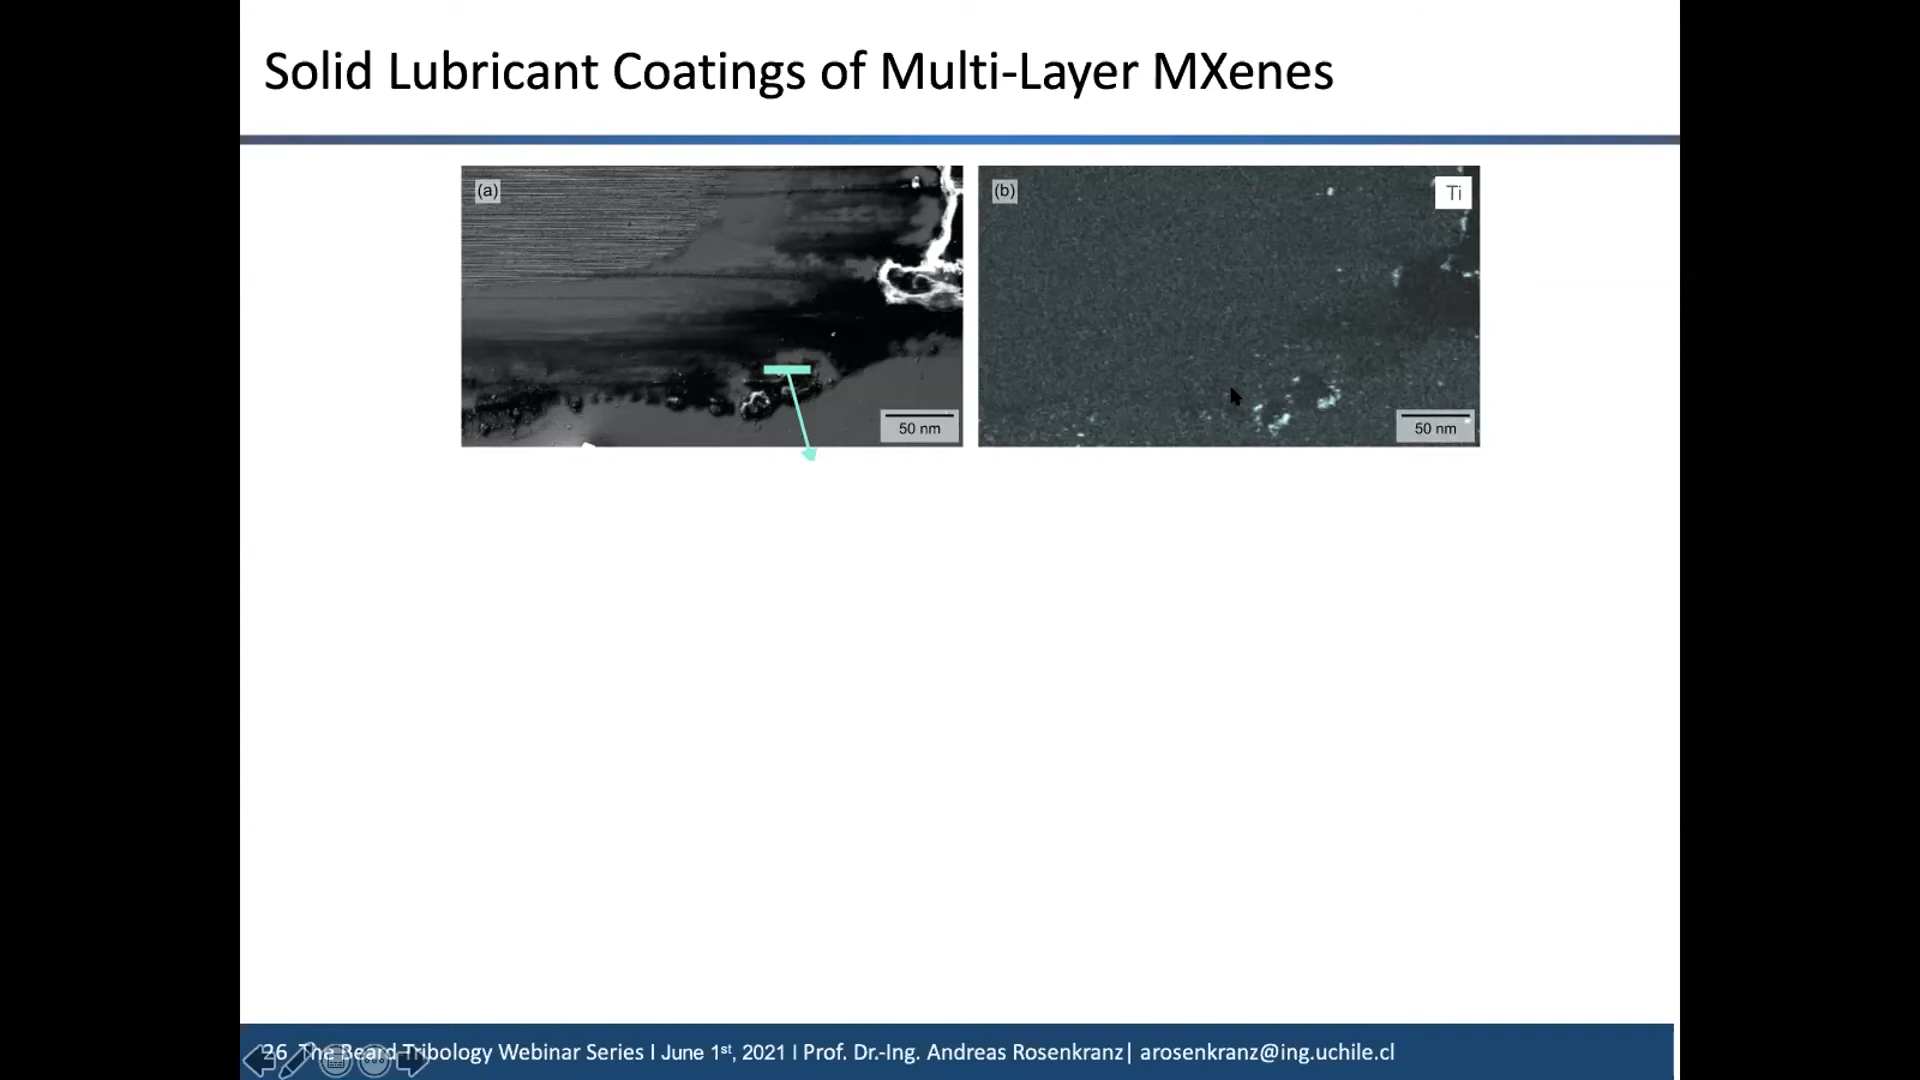 Solid Lubricant Coatings of Multi-Layer MXenes
(a)
50 nm
(b)
Ti
50 nm
26 The Beard Tribology Webinar Series I June 1st, 2021 I Prof. Dr.-Ing. Andreas Rosenkranz| arosenkranz@ing.uchile.cl